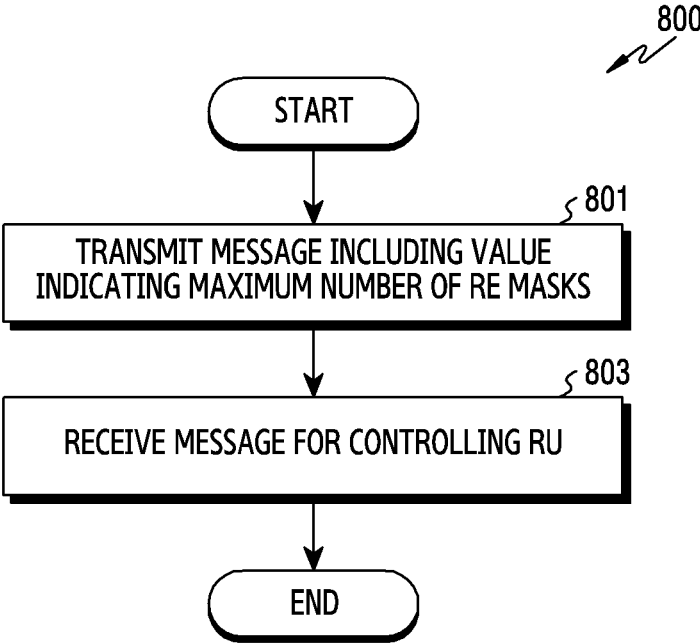 800
START
801
TRANSMIT MESSAGE INCLUDING VALUE
INDICATING MAXIMUM NUMBER OF RE MASKS
803
RECEIVE MESSAGE FOR CONTROLLING RU
END